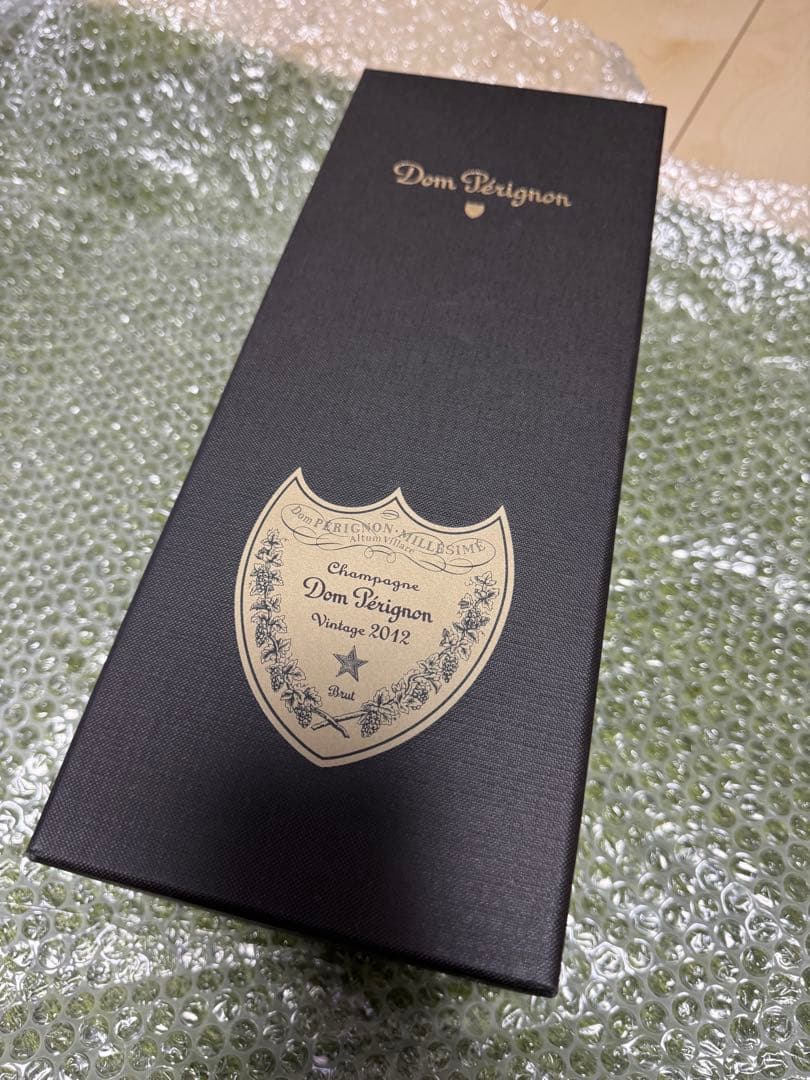 Dom Pérignon
Dom PÉRIGNON·MILLÉSIMÉ
Altum Villare
Champagne
Dom Pérignon
Vintage 2012
Brut